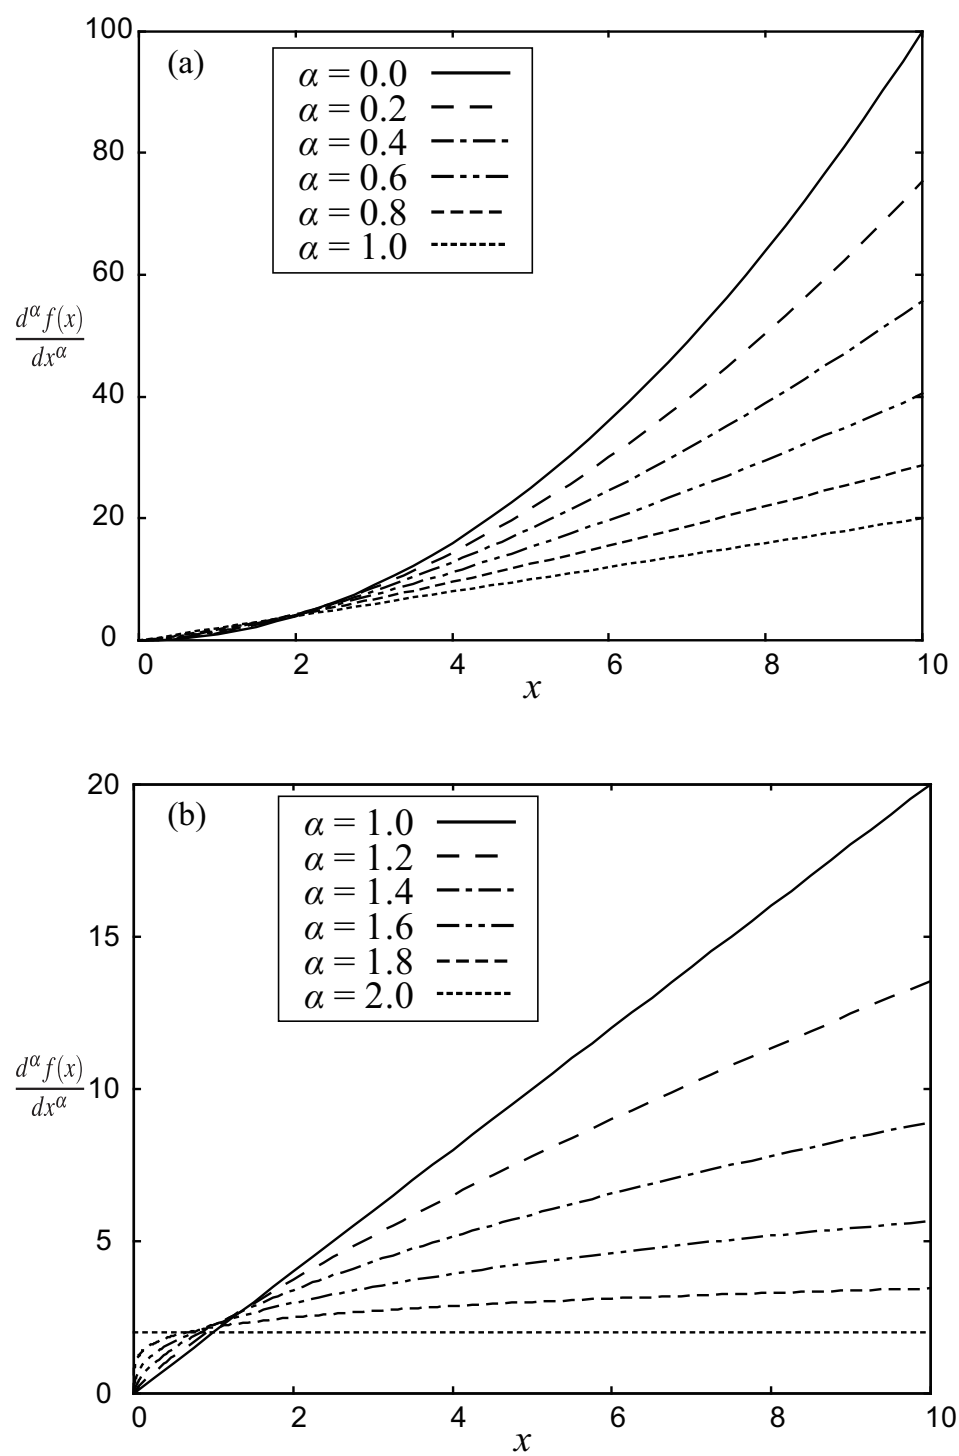 100
(a)
α = 0.0
α = 0.2
80
α = 0.4
α = 0.6
α = 0.8
α = 1.0
60
d^α f(x)
dx^α
40
20
0
0 2 4 6 8 10
x
20
(b)
α = 1.0
α = 1.2
α = 1.4
15
α = 1.6
α = 1.8
α = 2.0
d^α f(x)
dx^α
10
5
0
0 2 4 6 8 10
x